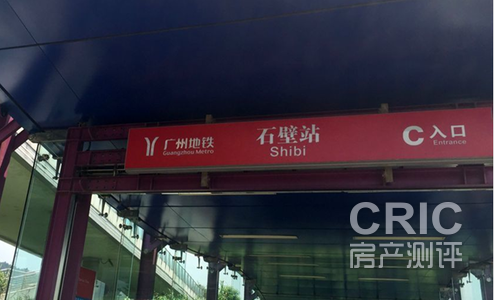 广州地铁
Guangzhou Metro
石壁站
Shibi
C 入口
Entrance
CRIC
房产测评